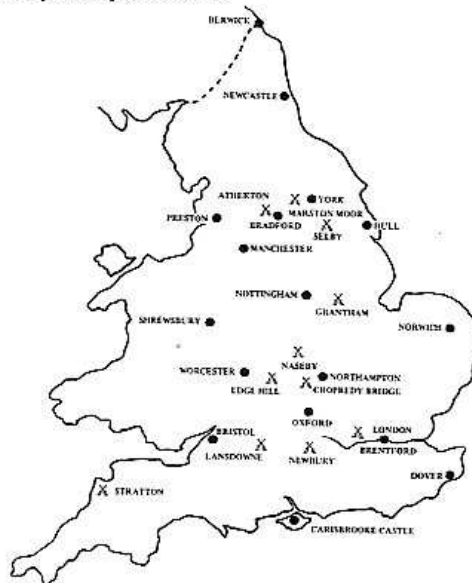 BERWICK
NEWCASTLE
ATHERTON
X
X
YORK
MARSTON MOOR
PRESTON
BRADFORD
X
SELBY
HULL
MANCHESTER
NOTTINGHAM
X
GRANTHAM
SHREWSBURY
NORWICH
X
NASEBY
WORCESTER
X
EDGE HILL
X
NORTHAMPTON
CROPREDY BRIDGE
OXFORD
BRISTOL
X
LONDON
LANSDOWNE
X
X
NEWBURY
BRENTFORD
DOVER
X
STRATTON
CARISBROOKE CASTLE